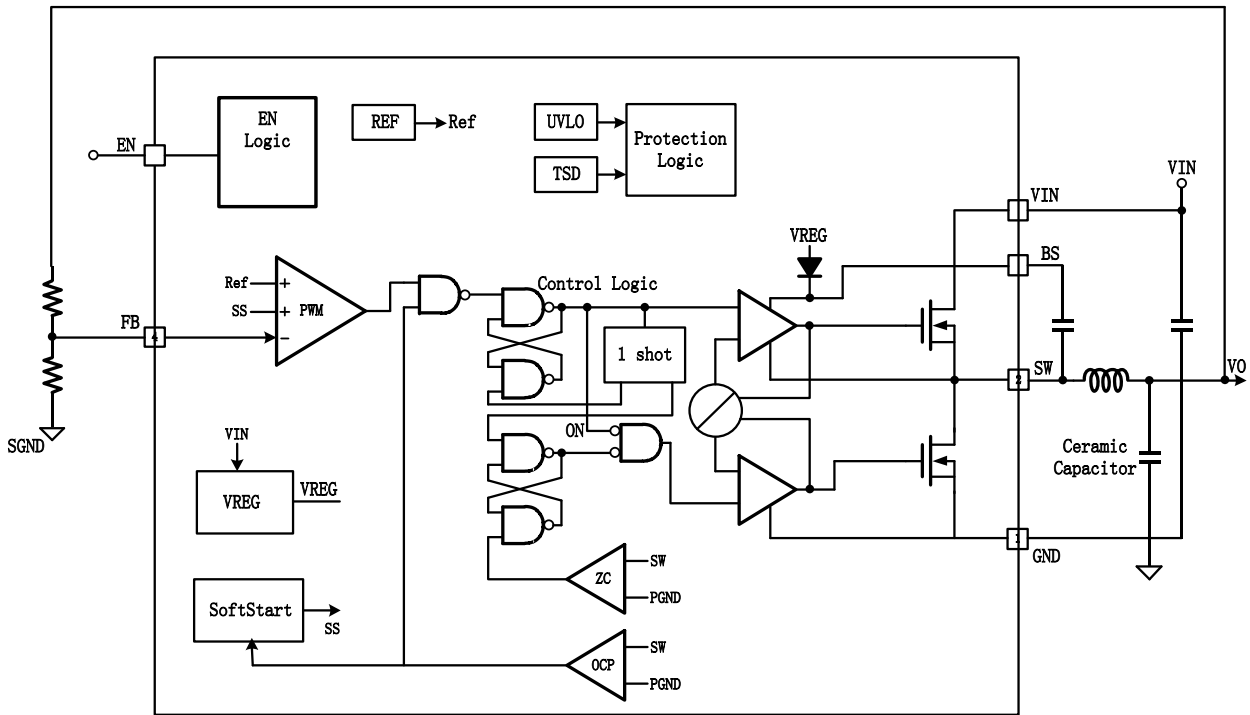 EN
EN
Logic
REF
Ref
UVLO
TSD
Protection
Logic
VIN
VIN
VREG
BS
Ref
+
SS
+
PWM
-
Control Logic
FB
4
1 shot
SW
2
VO
SGND
ON
Ceramic
Capacitor
VIN
VREG
VREG
1
GND
ZC
SW
PGND
SoftStart
SS
OCP
SW
PGND